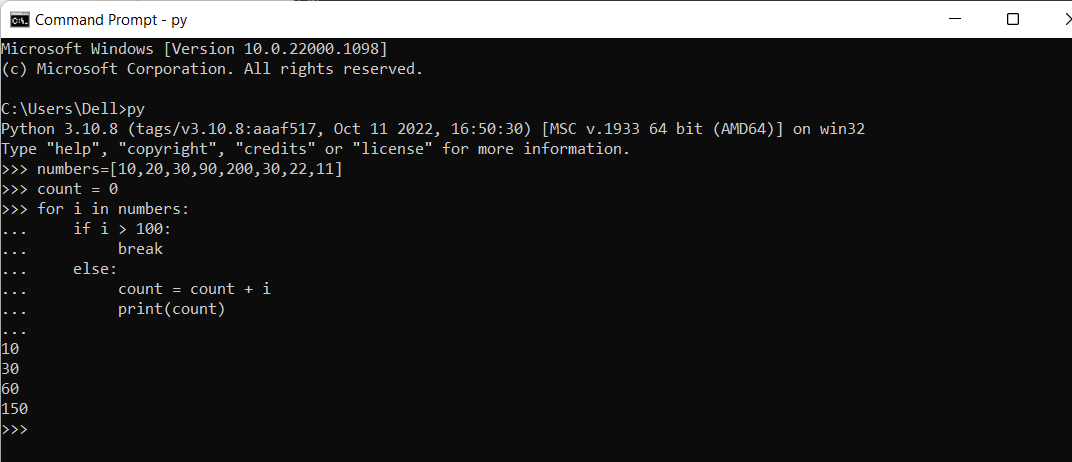 Command Prompt - py
Microsoft Windows [Version 10.0.22000.1098]
(c) Microsoft Corporation. All rights reserved.
C:\Users\Dell>py
Python 3.10.8 (tags/v3.10.8:aaaf517, Oct 11 2022, 16:50:30) [MSC v.1933 64 bit (AMD64)] on win32
Type "help", "copyright", "credits" or "license" for more information.
>>> numbers=[10,20,30,90,200,30,22,11]
>>> count = 0
>>> for i in numbers:
...     if i > 100:
...          break
...     else:
...          count = count + i
...          print(count)
...
10
30
60
150
>>>